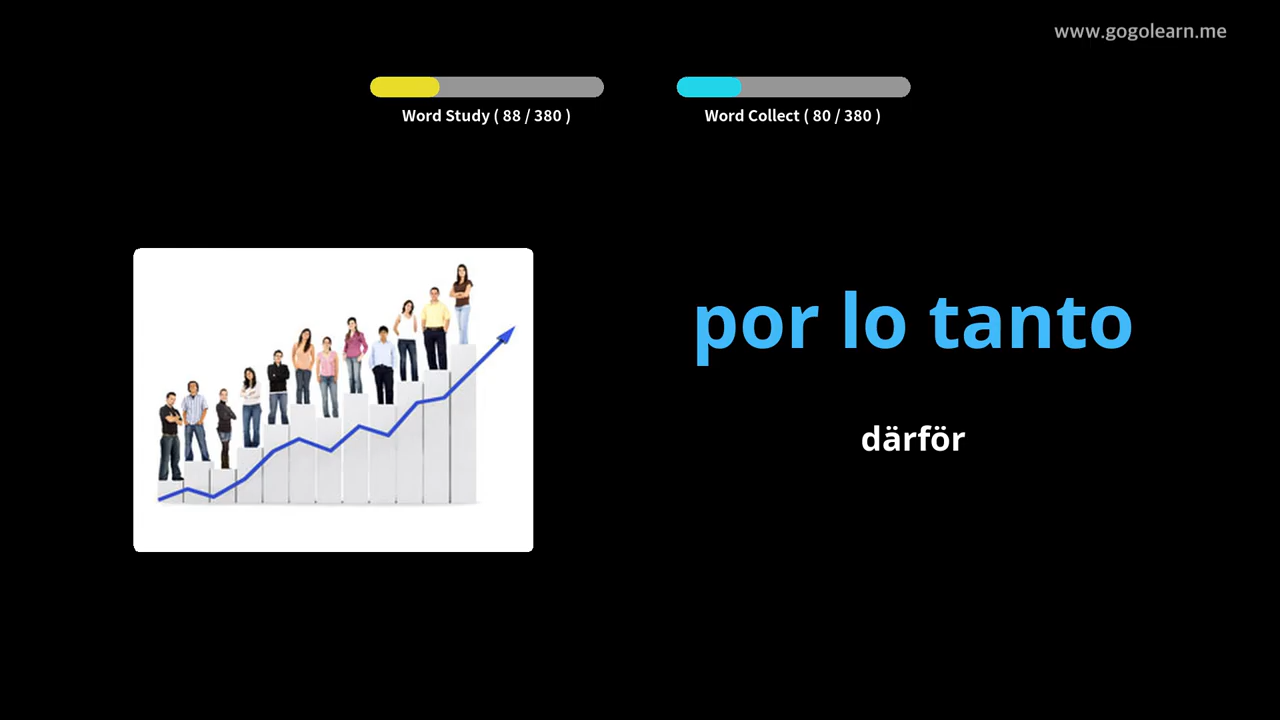 www.gogolearn.me
Word Study ( 88 / 380 )
Word Collect ( 80 / 380 )
por lo tanto
därför